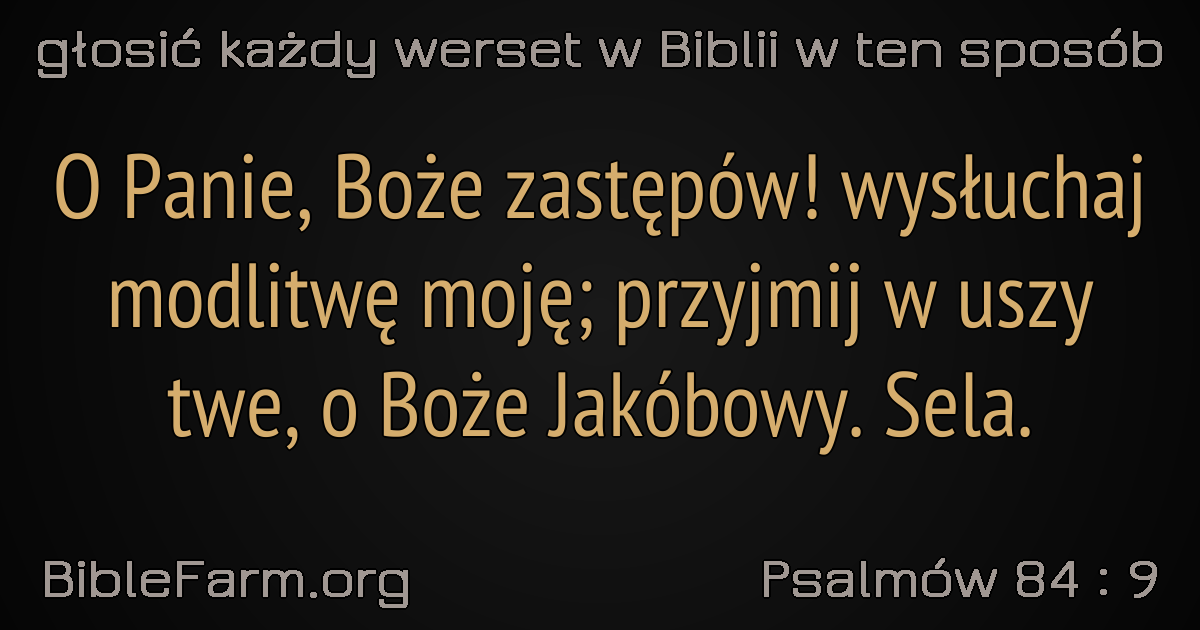 głosić każdy werset w Biblii w ten sposób
O Panie, Boże zastępów! wysłuchaj
modlitwę moję; przyjmij w uszy
twe, o Boże Jakóbowy. Sela.
BibleFarm.org
Psalmów 84 : 9